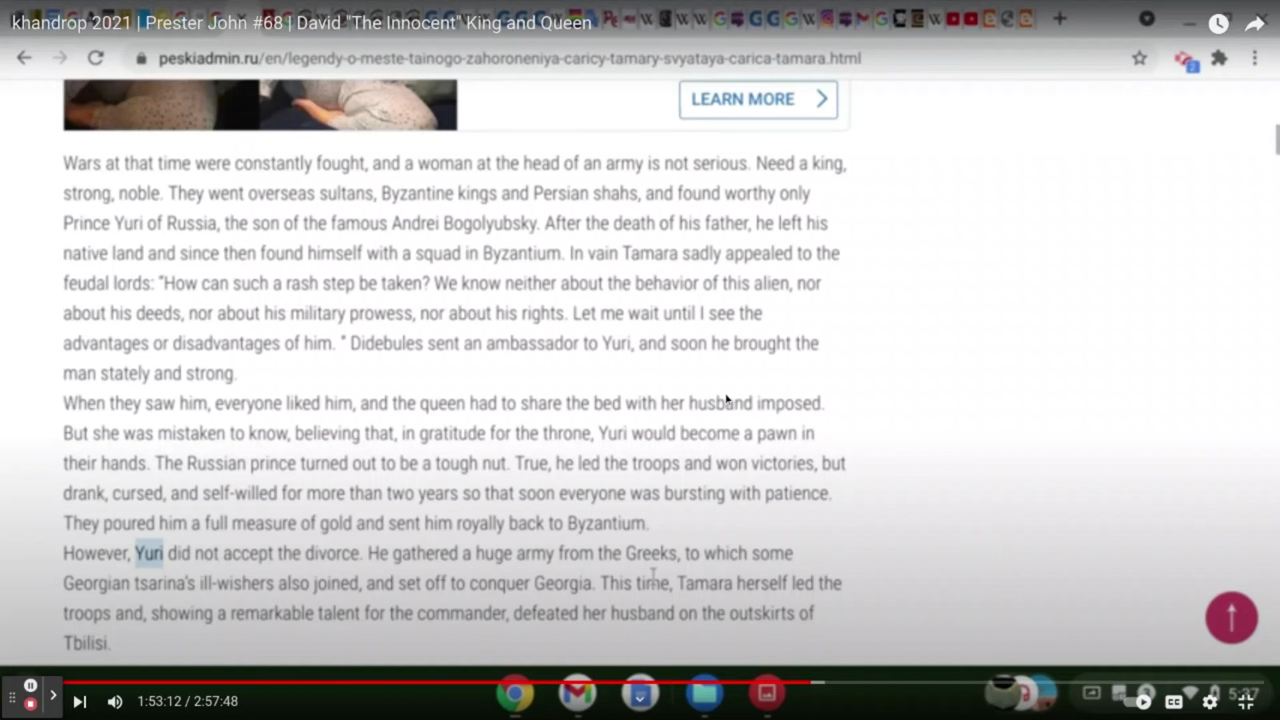 khandrop 2021 | Prester John #68 | David "The Innocent" King and Queen
peskiadmin.ru/en/legendy-o-meste-tainogo-zahoroneniya-caricy-tamary-svyataya-carica-tamara.html
LEARN MORE
Wars at that time were constantly fought, and a woman at the head of an army is not serious. Need a king,
strong, noble. They went overseas sultans, Byzantine kings and Persian shahs, and found worthy only
Prince Yuri of Russia, the son of the famous Andrei Bogolyubsky. After the death of his father, he left his
native land and since then found himself with a squad in Byzantium. In vain Tamara sadly appealed to the
feudal lords: "How can such a rash step be taken? We know neither about the behavior of this alien, nor
about his deeds, nor about his military prowess, nor about his rights. Let me wait until I see the
advantages or disadvantages of him. " Didebules sent an ambassador to Yuri, and soon he brought the
man stately and strong.
When they saw him, everyone liked him, and the queen had to share the bed with her husband imposed.
But she was mistaken to know, believing that, in gratitude for the throne, Yuri would become a pawn in
their hands. The Russian prince turned out to be a tough nut. True, he led the troops and won victories, but
drank, cursed, and self-willed for more than two years so that soon everyone was bursting with patience.
They poured him a full measure of gold and sent him royally back to Byzantium.
However, Yuri did not accept the divorce. He gathered a huge army from the Greeks, to which some
Georgian tsarina's ill-wishers also joined, and set off to conquer Georgia. This time, Tamara herself led the
troops and, showing a remarkable talent for the commander, defeated her husband on the outskirts of
Tbilisi.
1:53:12 / 2:57:48
5:27